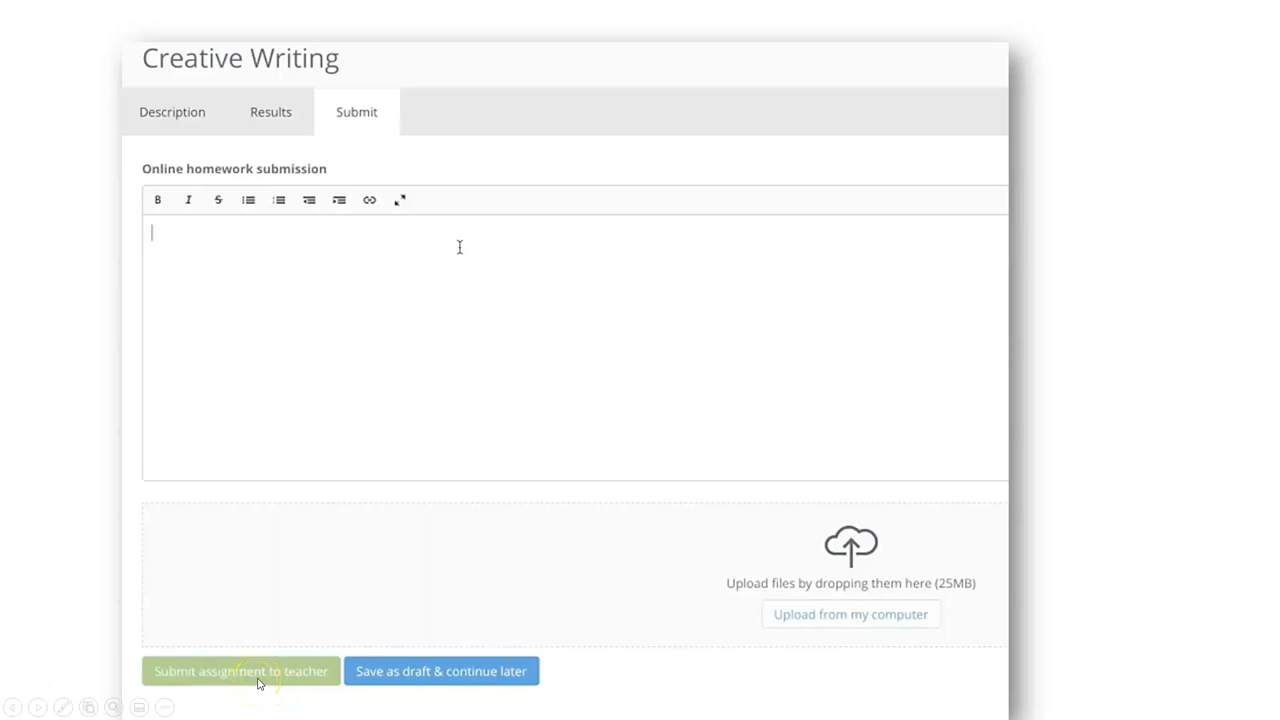 Creative Writing
Description Results Submit
Online homework submission
B I S
Upload files by dropping them here (25MB)
Upload from my computer
Submit assignment to teacher Save as draft & continue later